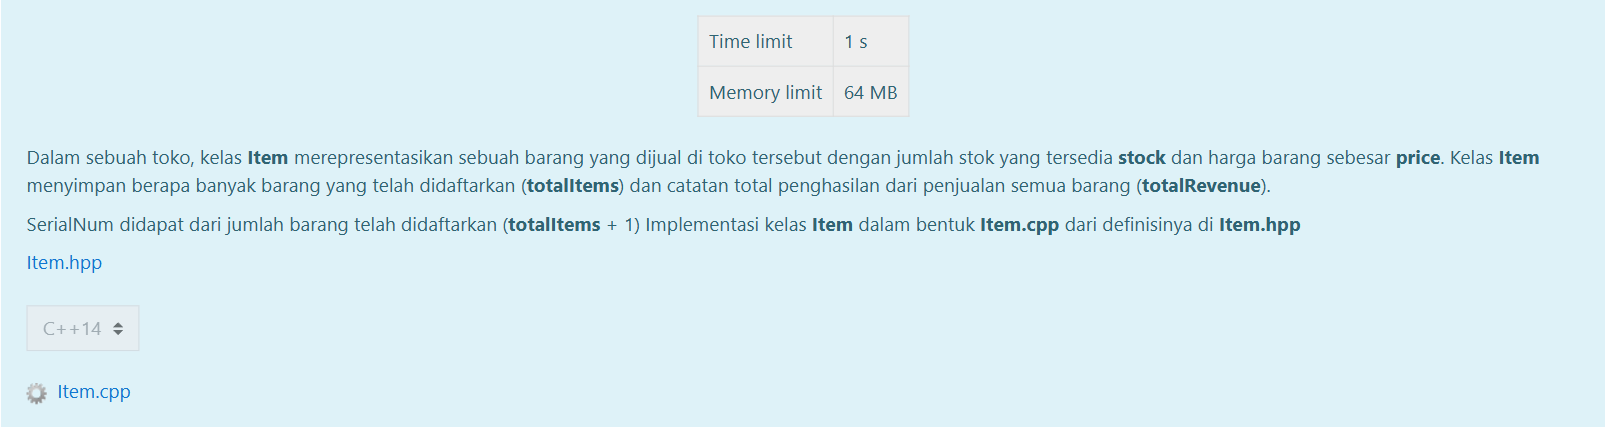 Time limit 1 s
Memory limit 64 MB
Dalam sebuah toko, kelas Item merepresentasikan sebuah barang yang dijual di toko tersebut dengan jumlah stok yang tersedia stock dan harga barang sebesar price. Kelas Item
menyimpan berapa banyak barang yang telah didaftarkan (totalItems) dan catatan total penghasilan dari penjualan semua barang (totalRevenue).
SerialNum didapat dari jumlah barang telah didaftarkan (totalItems + 1) Implementasi kelas Item dalam bentuk Item.cpp dari definisinya di Item.hpp
Item.hpp
C++14
Item.cpp